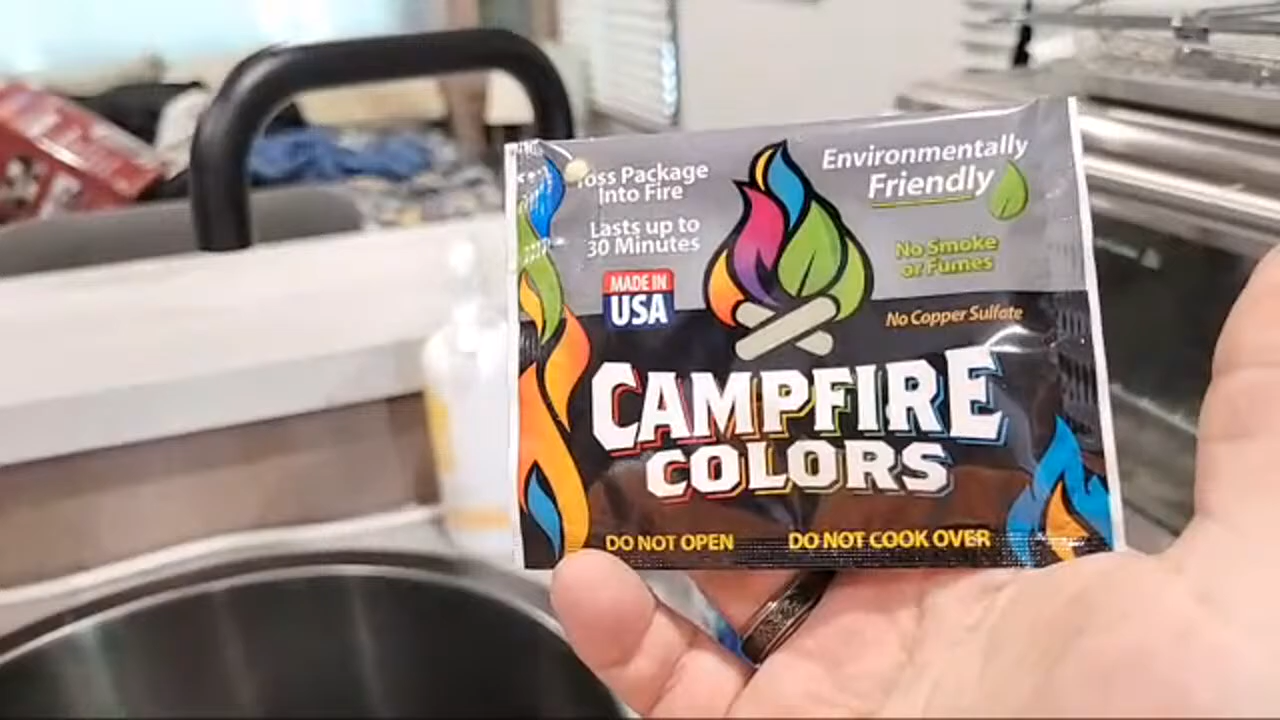 Toss Package
Into Fire
Lasts up to
30 Minutes
MADE IN
USA
Environmentally
Friendly
No Smoke
or Fumes
No Copper Sulfate
CAMPFIRE
COLORS
DO NOT OPEN
DO NOT COOK OVER